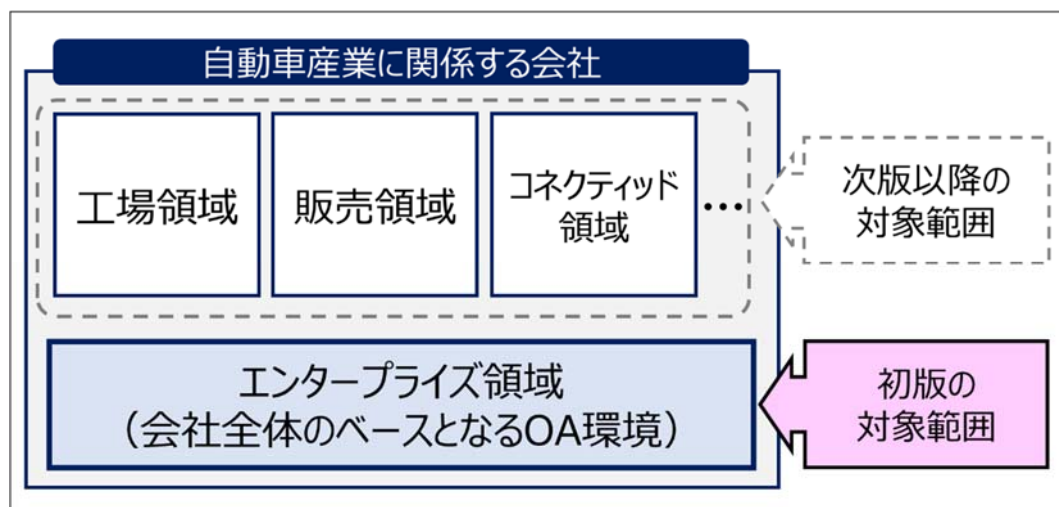 自動車産業に関係する会社
工場領域
販売領域
コネクティッド
領域
…
次版以降の
対象範囲
エンタープライズ領域
（会社全体のベースとなるOA環境）
初版の
対象範囲